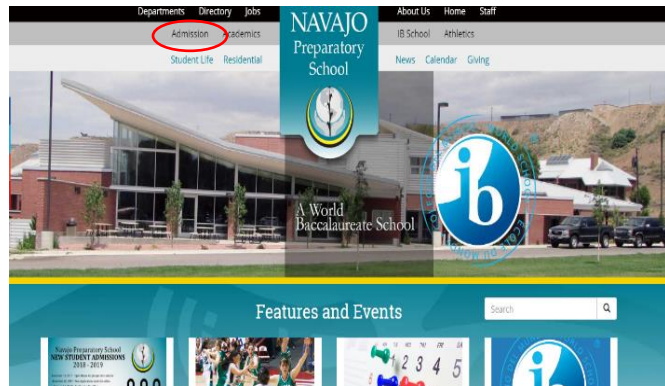 Departments Directory Jobs
About Us Home Staff
Admission Academics
IB School Athletics
Student Life Residential
News Calendar Giving
NAVAJO
Preparatory
School
A World
Baccalaureate School
ib
Features and Events
Search
Navajo Preparatory School
NEW STUDENT ADMISSIONS
2018 - 2019
1 2 3 4 5